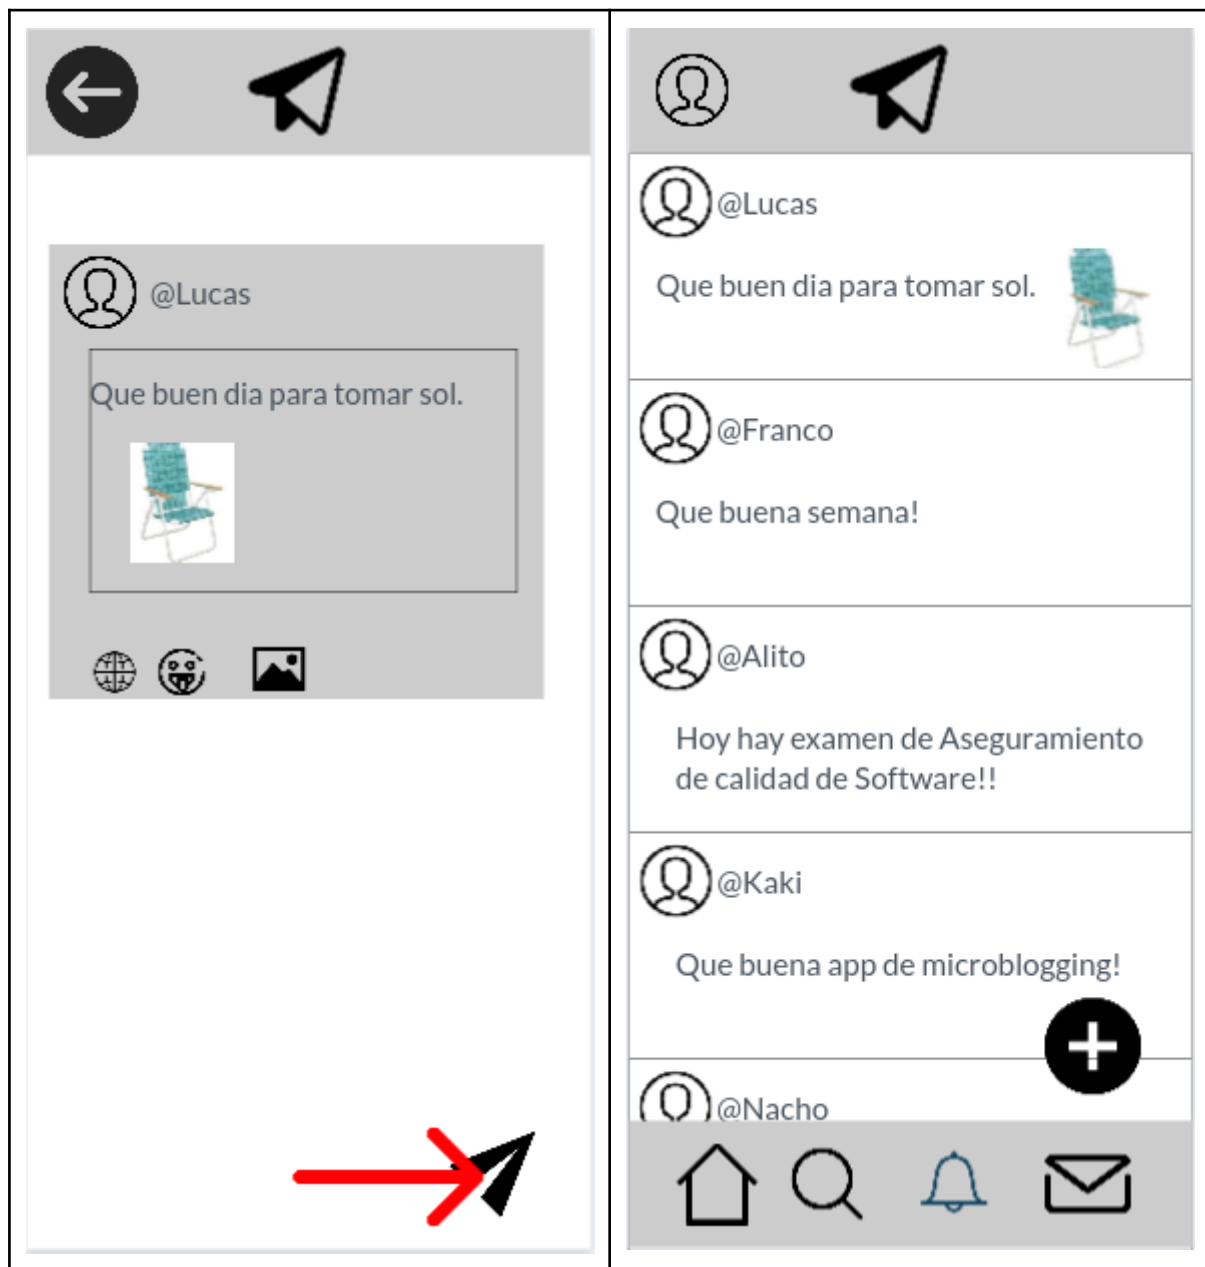 @Lucas
Que buen dia para tomar sol.
@Lucas
Que buen dia para tomar sol.
@Franco
Que buena semana!
@Alito
Hoy hay examen de Aseguramiento
de calidad de Software!!
@Kaki
Que buena app de microblogging!
@Nacho